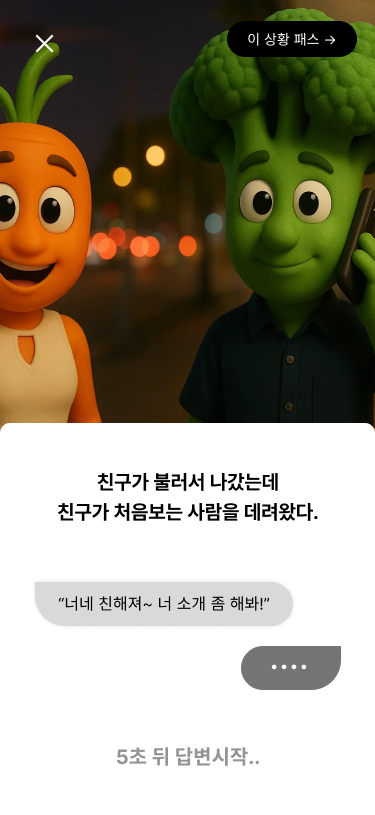 이 상황 패스 →
친구가 불러서 나갔는데
친구가 처음보는 사람을 데려왔다.
“너네 친해져~ 너 소개 좀 해봐!”
••••
5초 뒤 답변시작..